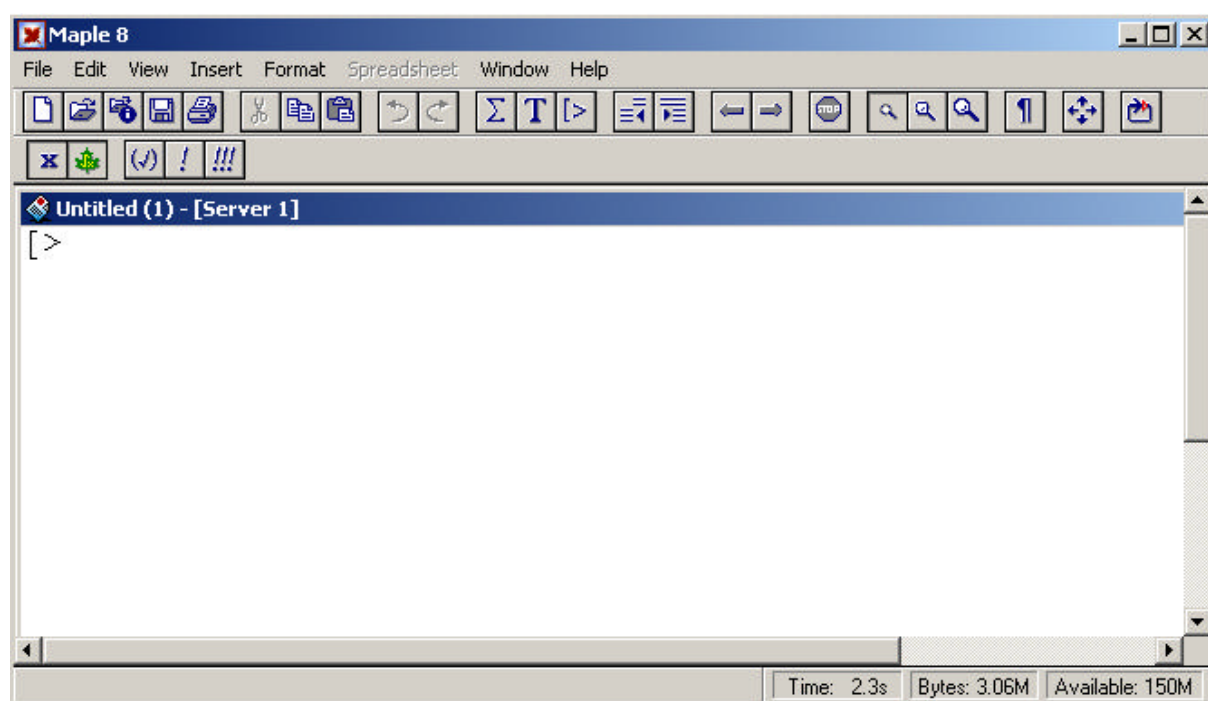 Maple 8
File Edit View Insert Format Spreadsheet Window Help
Σ T [> STOP ¶
x (√) ! !!!
Untitled (1) - [Server 1]
[>
Time: 2.3s Bytes: 3.06M Available: 150M